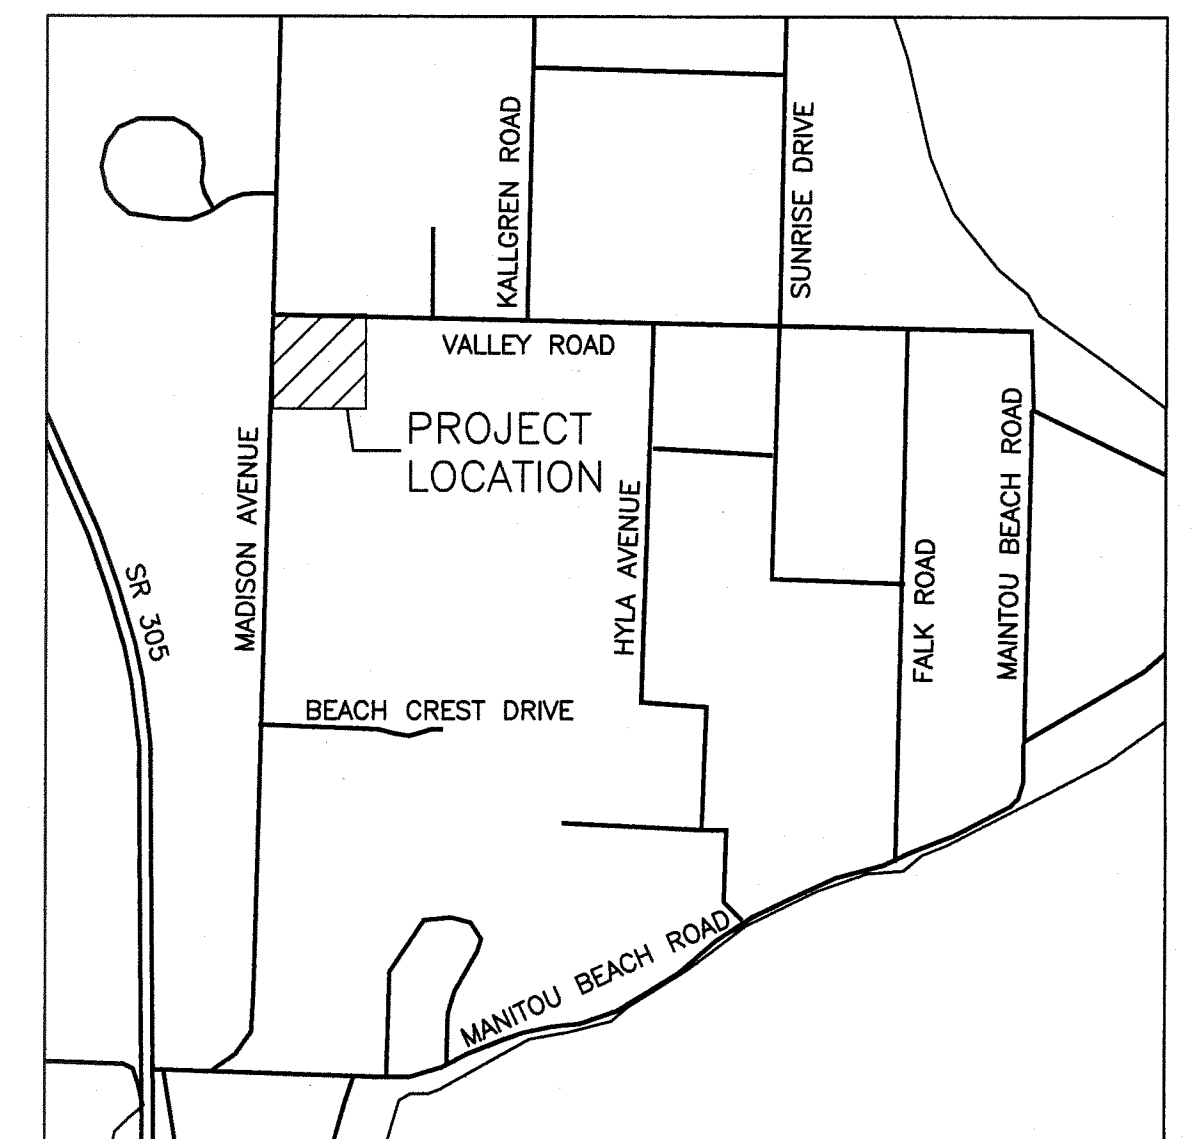 KALLGREN ROAD
SUNRISE DRIVE
VALLEY ROAD
PROJECT
LOCATION
MADISON AVENUE
HYLA AVENUE
FALK ROAD
MAINTOU BEACH ROAD
SR 305
BEACH CREST DRIVE
MANITOU BEACH ROAD